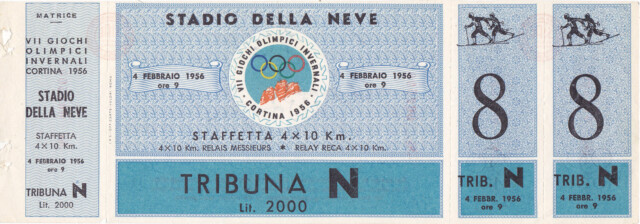 MATRICE
VII GIOCHI
OLIMPICI
INVERNALI
CORTINA 1956
STADIO
DELLA NEVE
STAFFETTA
4×10 Km.
4 FEBBRAIO 1956
ore 9
TRIBUNA N
Lit. 2000
STADIO DELLA NEVE
4 FEBBRAIO 1956
ore 9
VII GIOCHI OLIMPICI INVERNALI
CORTINA 1956
4 FEBBRAIO 1956
ore 9
STAFFETTA 4×10 Km.
4×10 Km. RELAIS MESSIEURS * RELAY RECA 4×10 Km.
TRIBUNA N
Lit. 2000
8
TRIB. N
4 FEBBR. 1956
ore 9
8
TRIB. N
4 FEBBR. 1956
ore 9